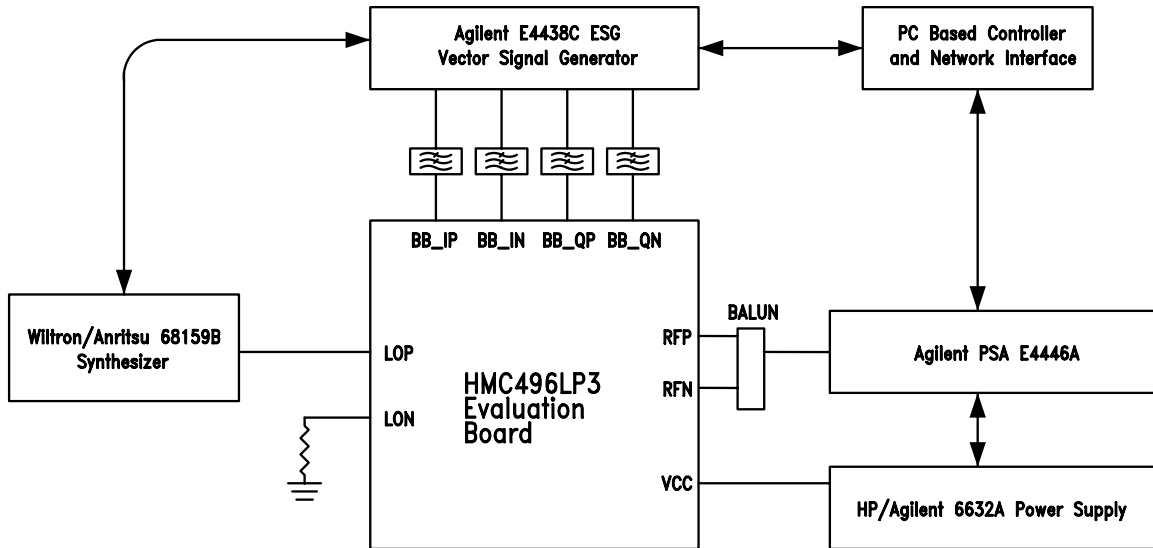 Agilent E4438C ESG
Vector Signal Generator
PC Based Controller
and Network Interface
BB_IP BB_IN BB_QP BB_QN
Wiltron/Anritsu 68159B
Synthesizer
LOP
LON
HMC496LP3
Evaluation
Board
RFP
RFN
VCC
BALUN
Agilent PSA E4446A
HP/Agilent 6632A Power Supply